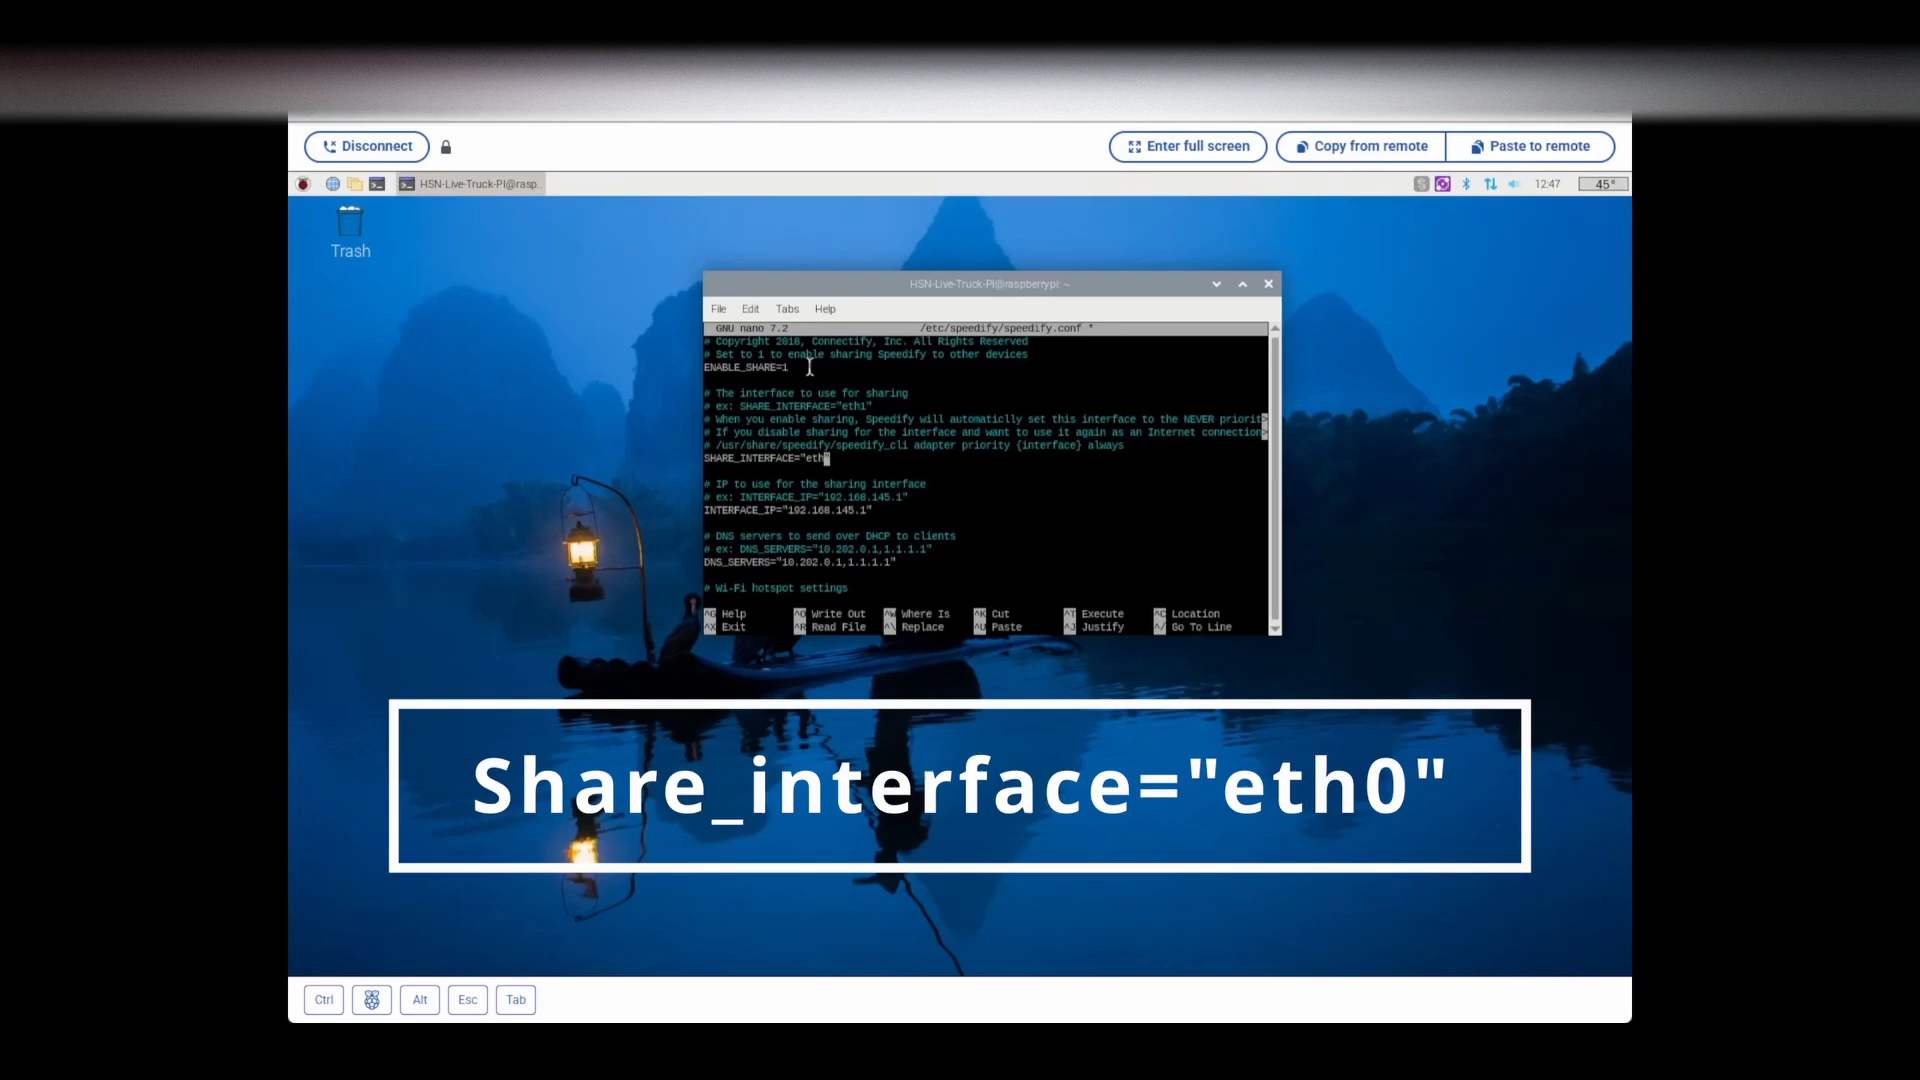 Disconnect
Enter full screen
Copy from remote
Paste to remote
HSN-Live-Truck-PI@rasp..
12:47
45°
Trash
HSN-Live-Truck-PI@raspberrypi: ~
File Edit Tabs Help
GNU nano 7.2 /etc/speedify/speedify.conf *
# Copyright 2018, Connectify, Inc. All Rights Reserved
# Set to 1 to enable sharing Speedify to other devices
ENABLE_SHARE=1
# The interface to use for sharing
# ex: SHARE_INTERFACE="eth1"
# When you enable sharing, Speedify will automaticlly set this interface to the NEVER priorit>
# If you disable sharing for the interface and want to use it again as an Internet connection>
# /usr/share/speedify/speedify_cli adapter priority {interface} always
SHARE_INTERFACE="eth"
# IP to use for the sharing interface
# ex: INTERFACE_IP="192.168.145.1"
INTERFACE_IP="192.168.145.1"
# DNS servers to send over DHCP to clients
# ex: DNS_SERVERS="10.202.0.1,1.1.1.1"
DNS_SERVERS="10.202.0.1,1.1.1.1"
# Wi-Fi hotspot settings
^G Help ^O Write Out ^W Where Is ^K Cut ^T Execute ^C Location
^X Exit ^R Read File ^\ Replace ^U Paste ^J Justify ^/ Go To Line
Share_interface="eth0"
Ctrl
Alt
Esc
Tab